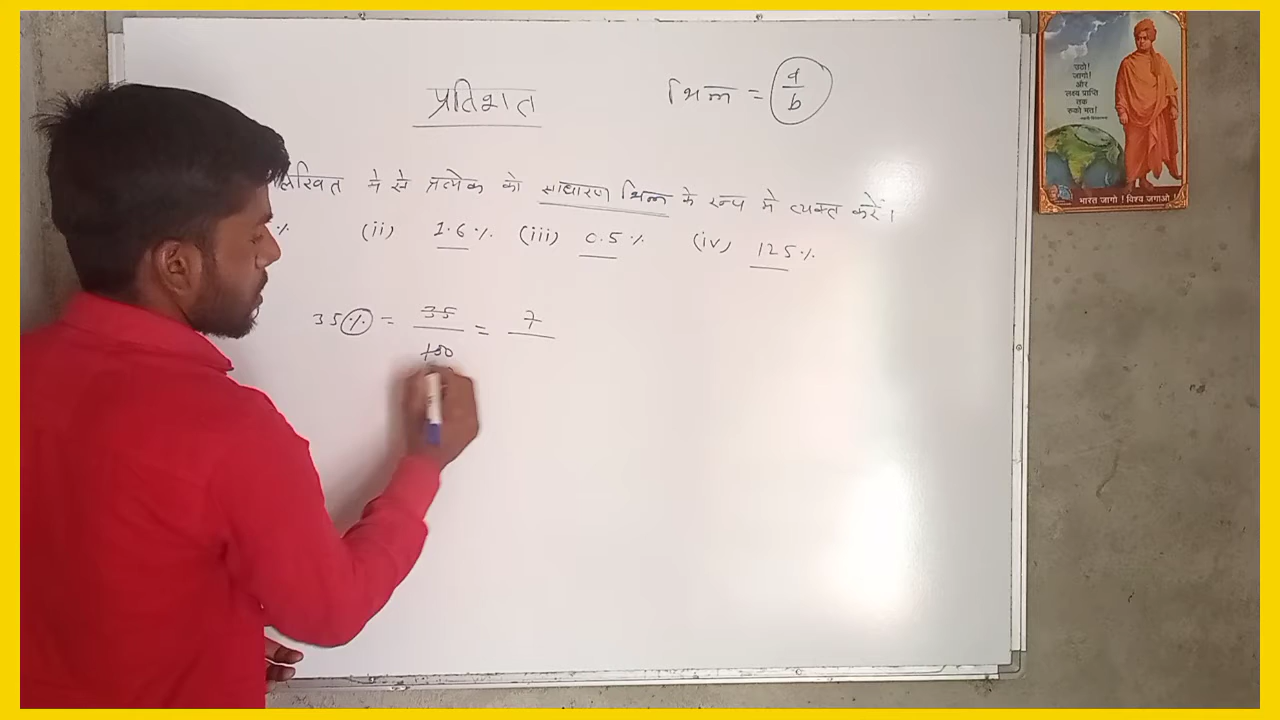 प्रतिशत
भिन्न = a/b
लिखित मे से प्रत्येक को साधारण भिन्न के रूप मे व्यक्त करें।
% (ii) 1.6% (iii) 0.5% (iv) 125%
35% = 35/100 = 7
उठो!
जागो!
और
लक्ष्य प्राप्ति
तक
रुको मत!
भारत जागो ! विश्व जगाओ !